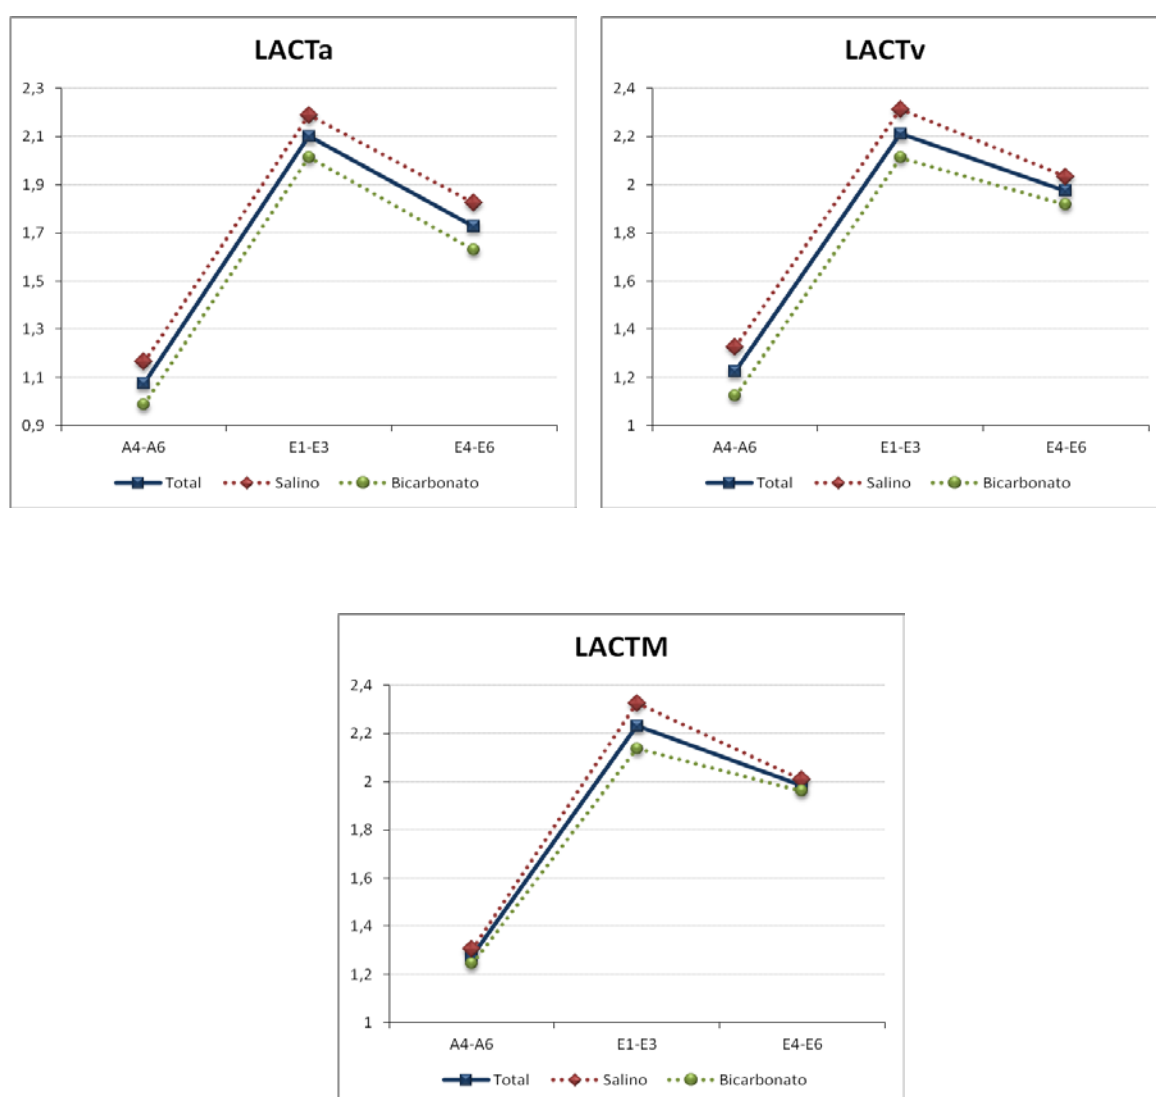 LACTa
2,3
2,1
1,9
1,7
1,5
1,3
1,1
0,9
A4-A6 E1-E3 E4-E6
Total Salino Bicarbonato
LACTv
2,4
2,2
2
1,8
1,6
1,4
1,2
1
A4-A6 E1-E3 E4-E6
Total Salino Bicarbonato
LACTM
2,4
2,2
2
1,8
1,6
1,4
1,2
1
A4-A6 E1-E3 E4-E6
Total Salino Bicarbonato